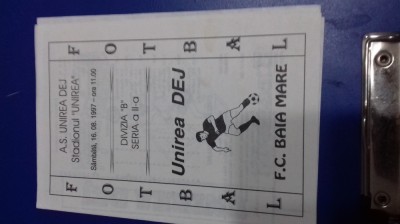 F O T B A L
A.S. UNIREA DEJ
Stadionul "UNIREA"
Sâmbătă, 16. 08. 1997 - ora 11.00
DIVIZIA "B"
SERIA a II-a
Unirea DEJ
F.C. BAIA MARE
F O T B A L